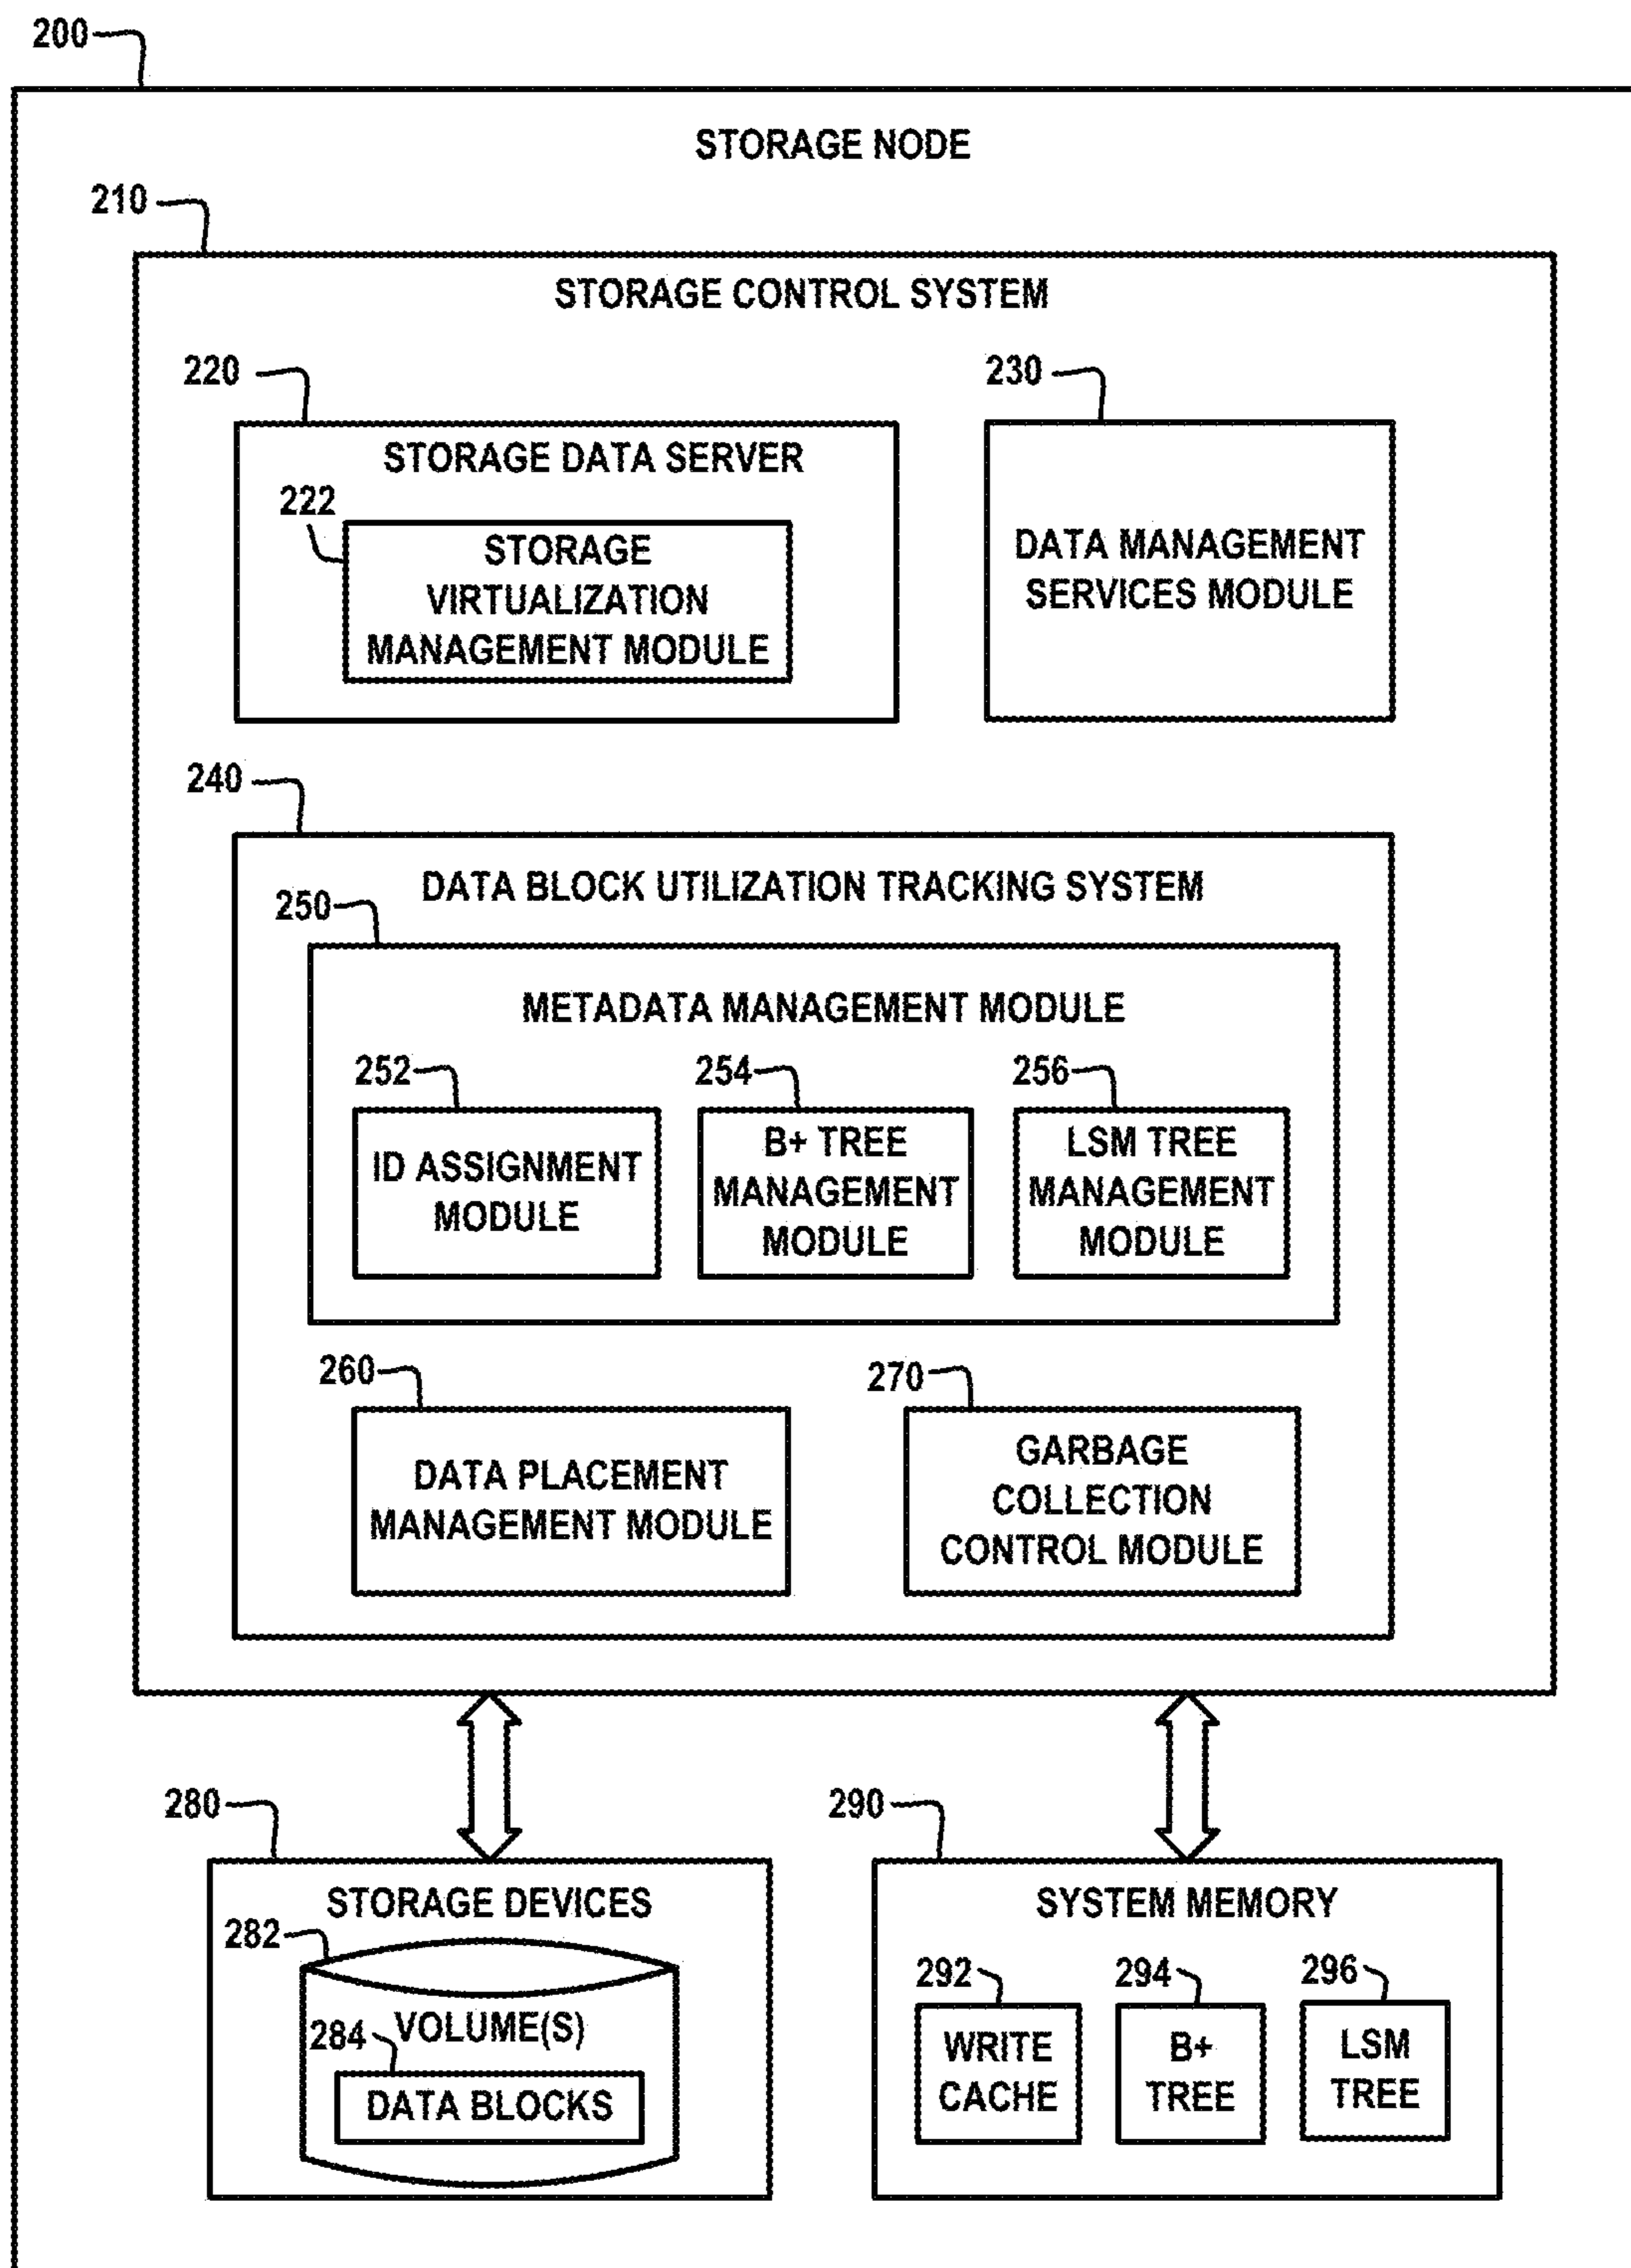 200
STORAGE NODE
210
STORAGE CONTROL SYSTEM
220
STORAGE DATA SERVER
222
STORAGE
VIRTUALIZATION
MANAGEMENT MODULE
230
DATA MANAGEMENT
SERVICES MODULE
240
DATA BLOCK UTILIZATION TRACKING SYSTEM
250
METADATA MANAGEMENT MODULE
252
ID ASSIGNMENT
MODULE
254
B+ TREE
MANAGEMENT
MODULE
256
LSM TREE
MANAGEMENT
MODULE
260
DATA PLACEMENT
MANAGEMENT MODULE
270
GARBAGE
COLLECTION
CONTROL MODULE
280
STORAGE DEVICES
282
VOLUME(S)
284
DATA BLOCKS
290
SYSTEM MEMORY
292
WRITE
CACHE
294
B+
TREE
296
LSM
TREE